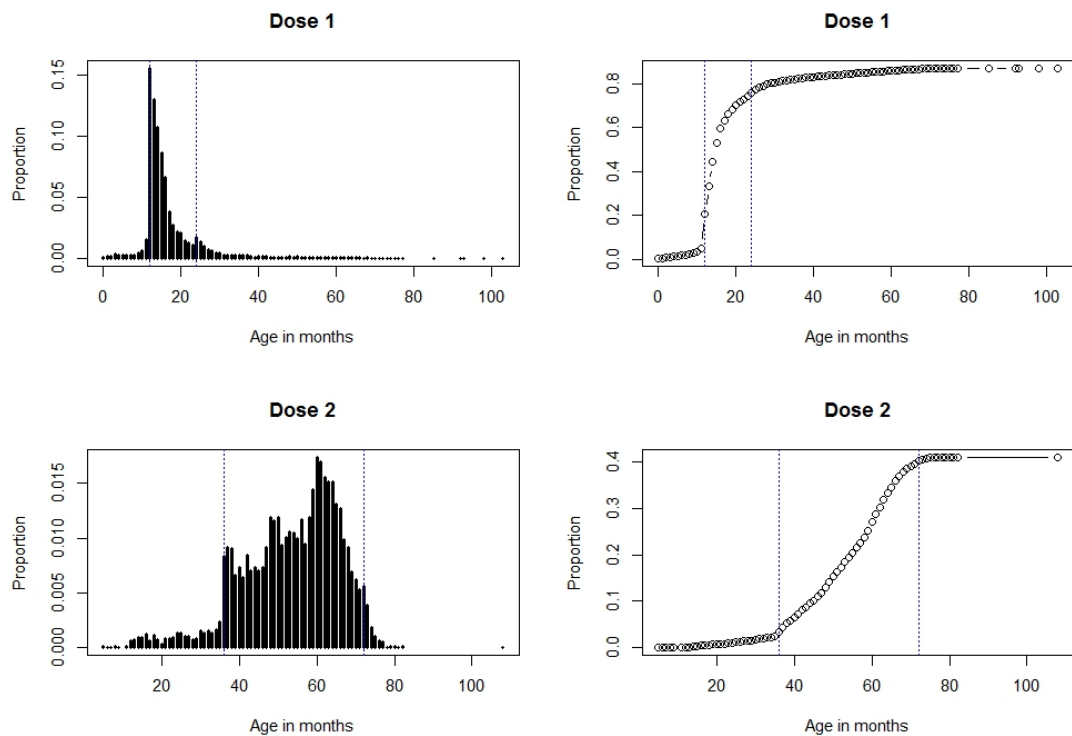 Dose 1
Proportion
0.00
0.05
0.10
0.15
0 20 40 60 80 100
Age in months
Dose 1
Proportion
0.0
0.2
0.4
0.6
0.8
0 20 40 60 80 100
Age in months
Dose 2
Proportion
0.000
0.005
0.010
0.015
20 40 60 80 100
Age in months
Dose 2
Proportion
0.0
0.1
0.2
0.3
0.4
20 40 60 80 100
Age in months